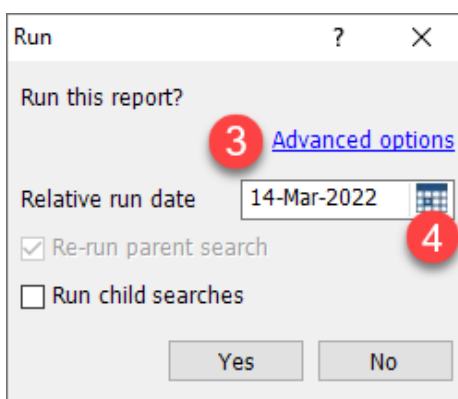 Run ? X
Run this report?
3 Advanced options
Relative run date 14-Mar-2022
4
Re-run parent search
Run child searches
Yes No